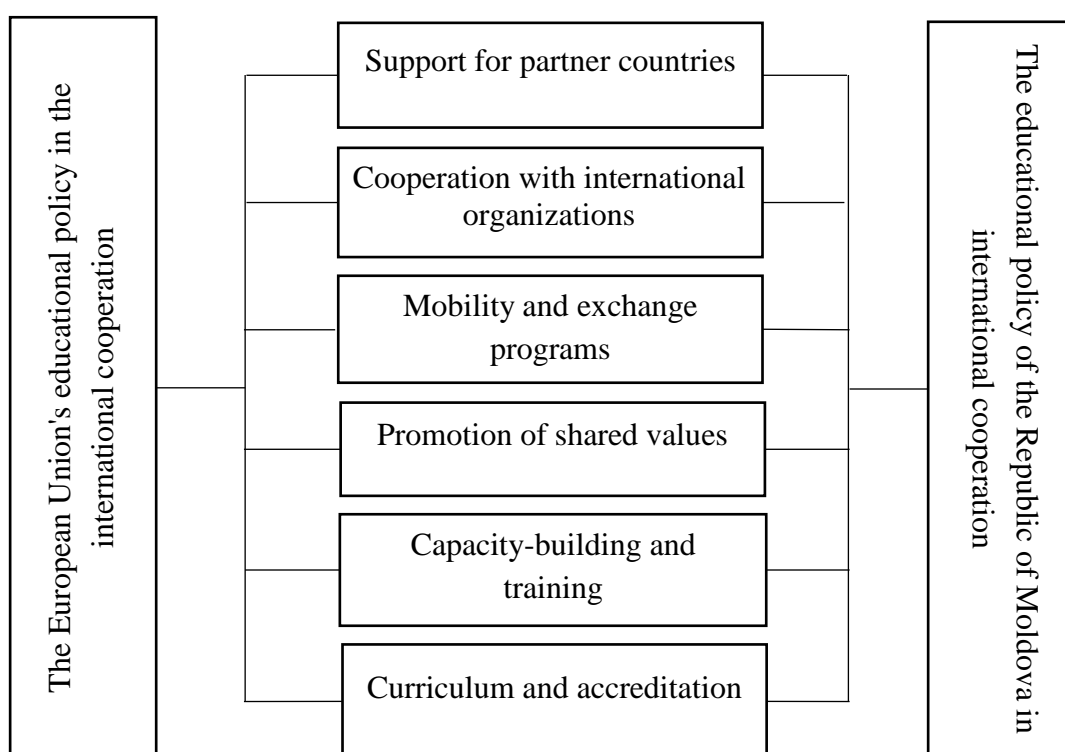 The European Union's educational policy in the
international cooperation
Support for partner countries
Cooperation with international
organizations
Mobility and exchange
programs
Promotion of shared values
Capacity-building and
training
Curriculum and accreditation
The educational policy of the Republic of Moldova in
international cooperation